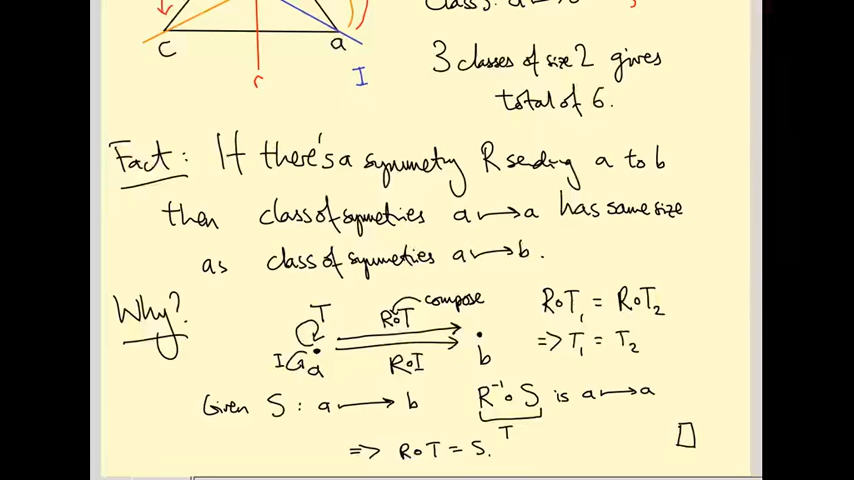 c
a
r
I
3 classes of size 2 gives
total of 6.
Fact: If there's a symmetry R sending a to b
then class of symmetries a ↦ a has same size
as class of symmetries a ↦ b.
Why?
T
R∘T
compose
I
a
R∘I
b
R∘T₁ = R∘T₂
=> T₁ = T₂
Given S: a ⟼ b
R⁻¹∘S is a ↦ a
T
=> R∘T = S.